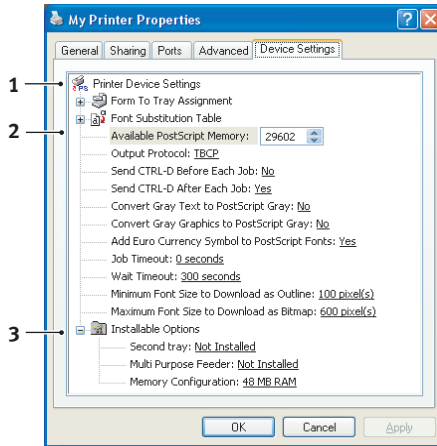 My Printer Properties
General Sharing Ports Advanced Device Settings
1 Printer Device Settings
Form To Tray Assignment
Font Substitution Table
2 Available PostScript Memory: 29602
Output Protocol: TBCP
Send CTRL-D Before Each Job: No
Send CTRL-D After Each Job: Yes
Convert Gray Text to PostScript Gray: No
Convert Gray Graphics to PostScript Gray: No
Add Euro Currency Symbol to PostScript Fonts: Yes
Job Timeout: 0 seconds
Wait Timeout: 300 seconds
Minimum Font Size to Download as Outline: 100 pixel(s)
Maximum Font Size to Download as Bitmap: 600 pixel(s)
3 Installable Options
Second tray: Not Installed
Multi Purpose Feeder: Not Installed
Memory Configuration: 48 MB RAM
OK Cancel Apply